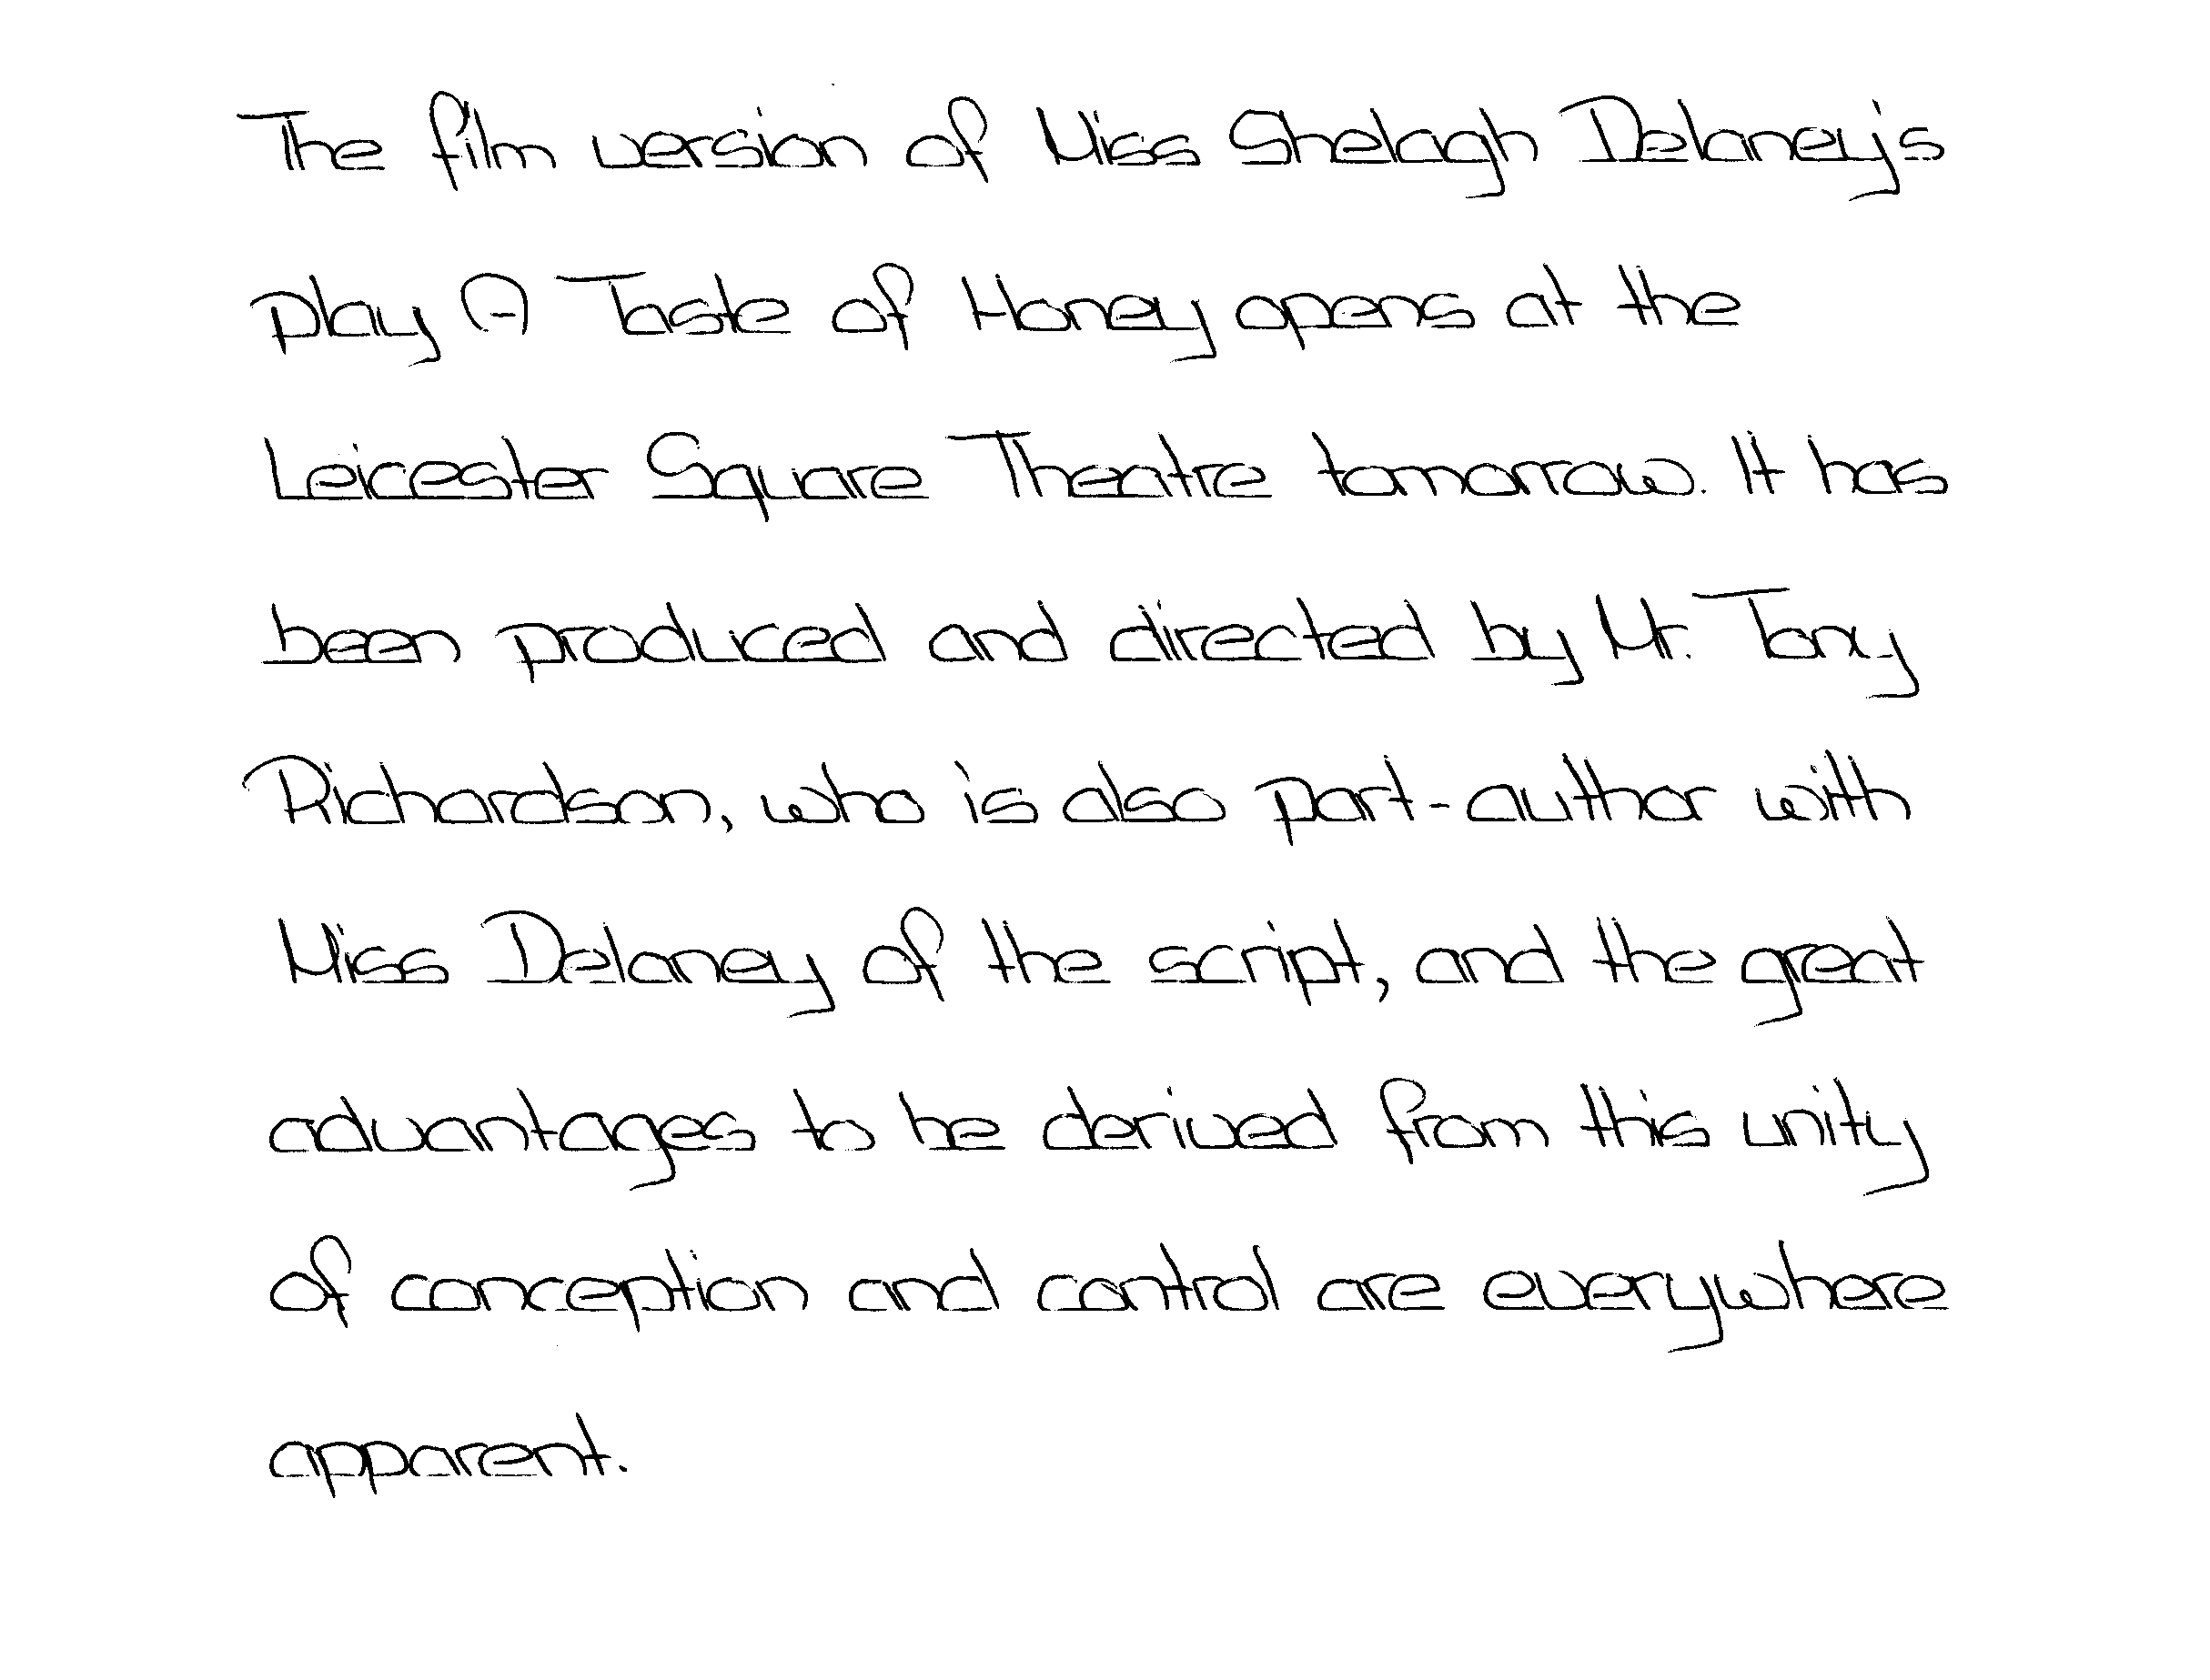 The film version of Miss Shelagh Delaney's
play A Taste of Honey opens at the
Leicester Square Theatre tomorrow. It has
been produced and directed by Mr. Tony
Richardson, who is also part-author with
Miss Delaney of the script, and the great
advantages to be derived from this unity
of conception and control are everywhere
apparent.